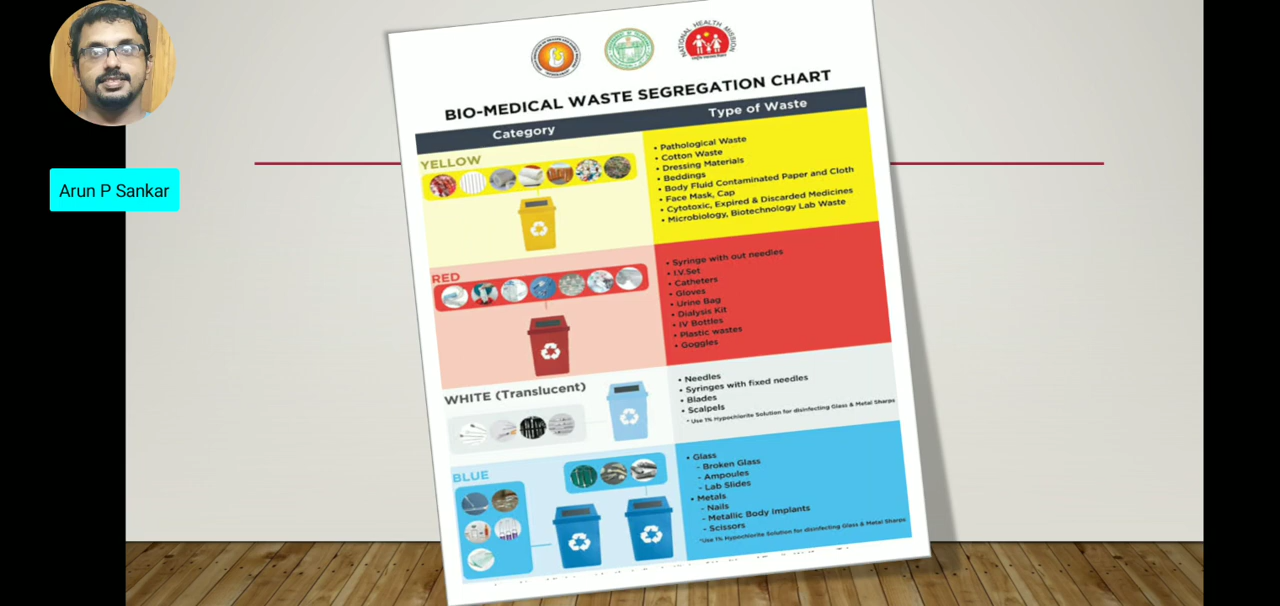 NATIONAL HEALTH MISSION
BIO-MEDICAL WASTE SEGREGATION CHART
Category
Type of Waste
Arun P Sankar
YELLOW
• Pathological Waste
• Cotton Waste
• Dressing Materials
• Beddings
• Body Fluid Contaminated Paper and Cloth
• Face Mask, Cap
• Cytotoxic, Expired & Discarded Medicines
• Microbiology, Biotechnology Lab Waste
RED
• Syringe with out needles
• I.V.Set
• Catheters
• Gloves
• Urine Bag
• Dialysis Kit
• IV Bottles
• Plastic wastes
• Goggles
WHITE (Translucent)
• Needles
• Syringes with fixed needles
• Blades
• Scalpels
* Use 1% Hypochlorite Solution for disinfecting Glass & Metal Sharps
BLUE
• Glass
- Broken Glass
- Ampoules
- Lab Slides
• Metals
- Nails
- Metallic Body Implants
- Scissors
*Use 1% Hypochlorite Solution for disinfecting Glass & Metal Sharps